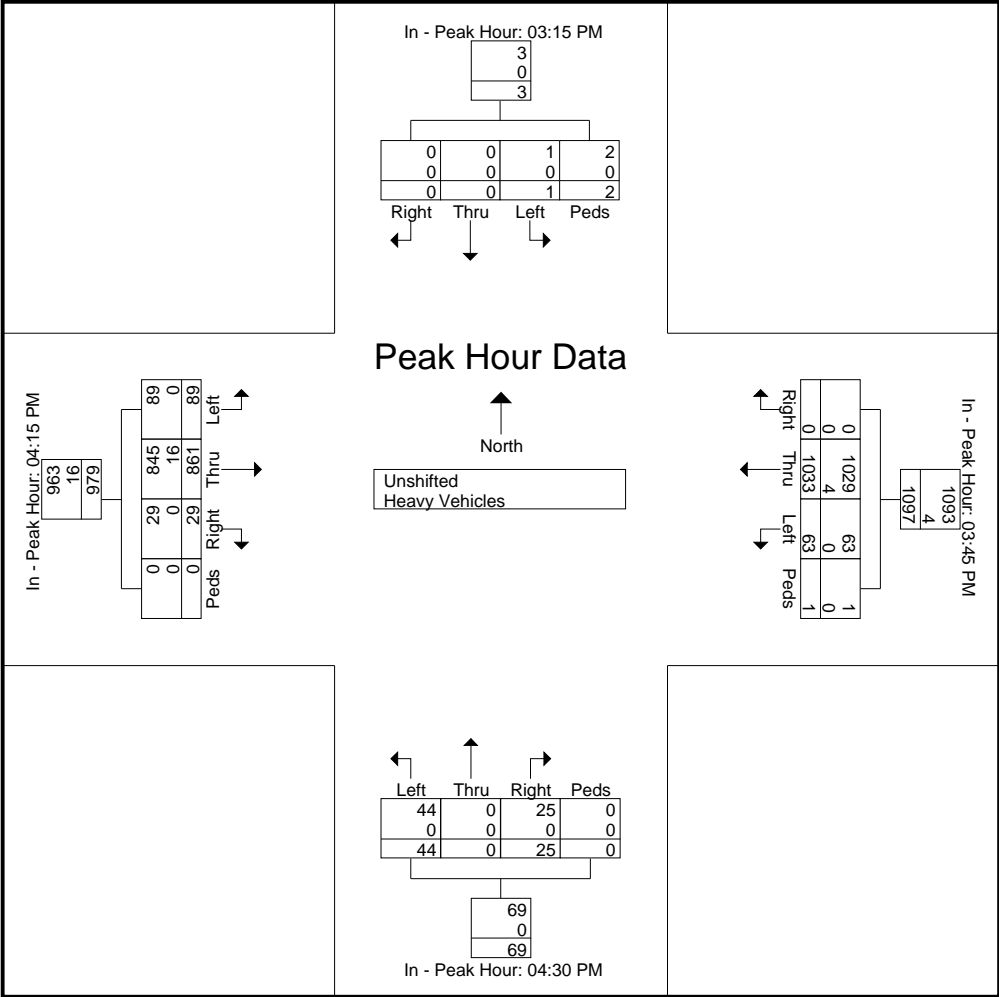 In - Peak Hour: 03:15 PM
3
0
3
0 0 1 2
0 0 0 0
0 0 1 2
Right Thru Left Peds
Peak Hour Data
North
Unshifted
Heavy Vehicles
In - Peak Hour: 04:15 PM
963
16
979
89 845 29 0
0 16 0 0
89 861 29 0
Left Thru Right Peds
In - Peak Hour: 03:45 PM
1093
4
1097
0 1029 63 1
0 4 0 0
0 1033 63 1
Right Thru Left Peds
Left Thru Right Peds
44 0 25 0
0 0 0 0
44 0 25 0
69
0
69
In - Peak Hour: 04:30 PM